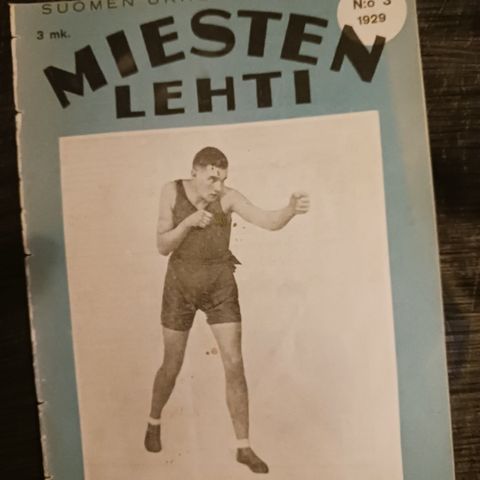 SUOMEN
N:o 3
1929
3 mk.
MIESTEN
LEHTI